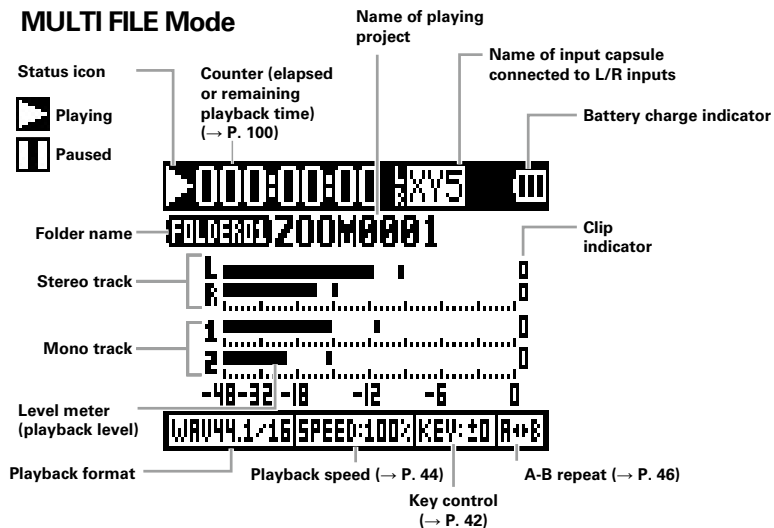 MULTI FILE Mode
Name of playing
project
Status icon
Counter (elapsed
or remaining
playback time)
(→ P. 100)
Name of input capsule
connected to L/R inputs
Playing
Paused
Battery charge indicator
000:00:00 L R XY5
Folder name
FOLDER01 ZOOM0001
Clip
indicator
Stereo track
L 0
R 0
Mono track
1 0
2 0
-48 -32 -18 -12 -6 0
Level meter
(playback level)
WAV44.1/16 SPEED:100% KEY:±0 A↔B
Playback format
Playback speed (→ P. 44)
A-B repeat (→ P. 46)
Key control
(→ P. 42)